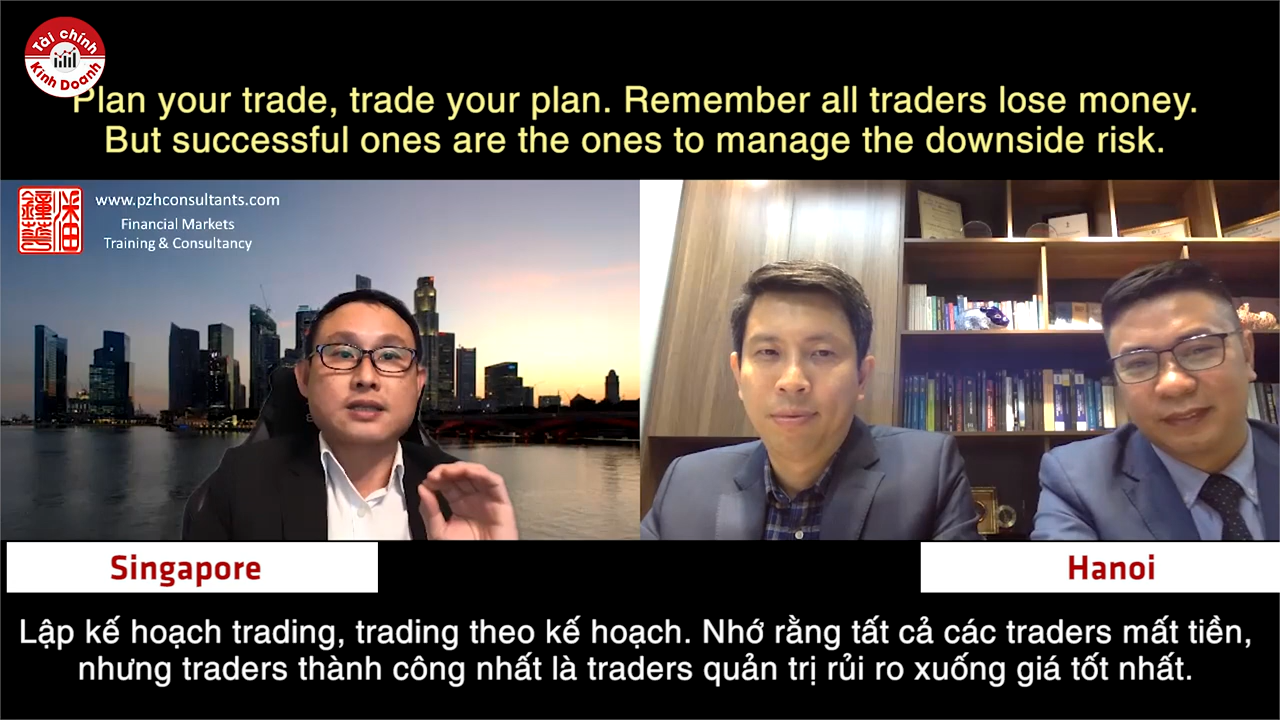 Tài chính
Kinh Doanh
Plan your trade, trade your plan. Remember all traders lose money.
But successful ones are the ones to manage the downside risk.
www.pzhconsultants.com
Financial Markets
Training & Consultancy
Singapore
Hanoi
Lập kế hoạch trading, trading theo kế hoạch. Nhớ rằng tất cả các traders mất tiền,
nhưng traders thành công nhất là traders quản trị rủi ro xuống giá tốt nhất.